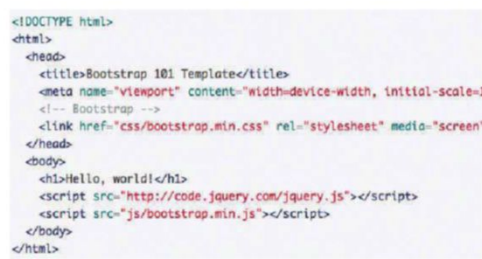 <!DOCTYPE html>
<html>
<head>
<title>Bootstrap 101 Template</title>
<meta name="viewport" content="width=device-width, initial-scale=1
<!-- Bootstrap -->
<link href="css/bootstrap.min.css" rel="stylesheet" media="screen"
</head>
<body>
<h1>Hello, world!</h1>
<script src="http://code.jquery.com/jquery.js"></script>
<script src="js/bootstrap.min.js"></script>
</body>
</html>